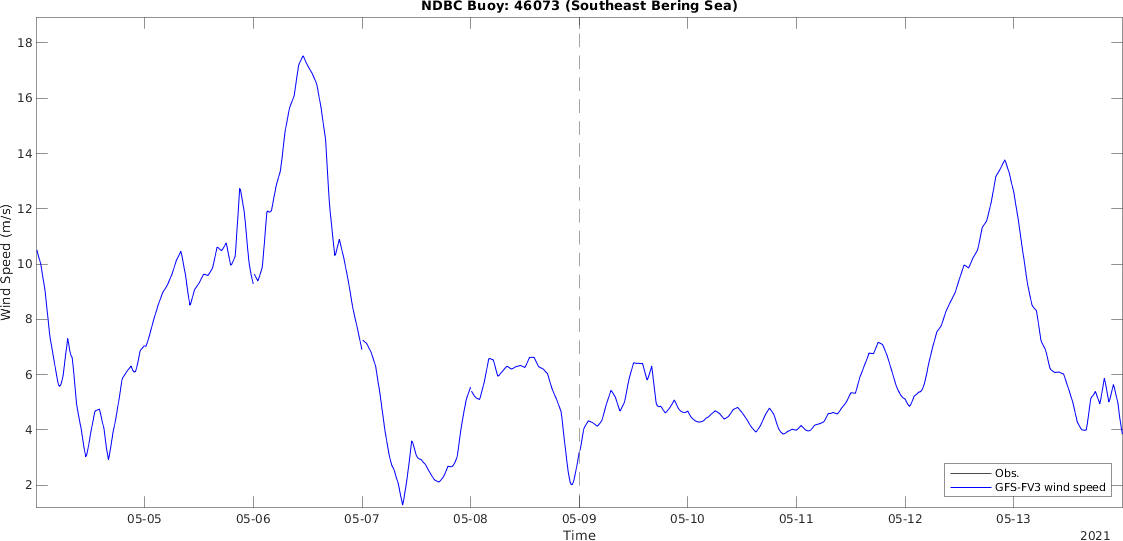 NDBC Buoy: 46073 (Southeast Bering Sea)
18
16
14
12
10
8
6
4
2
Wind Speed (m/s)
Obs.
GFS-FV3 wind speed
05-05 05-06 05-07 05-08 05-09 05-10 05-11 05-12 05-13
Time
2021